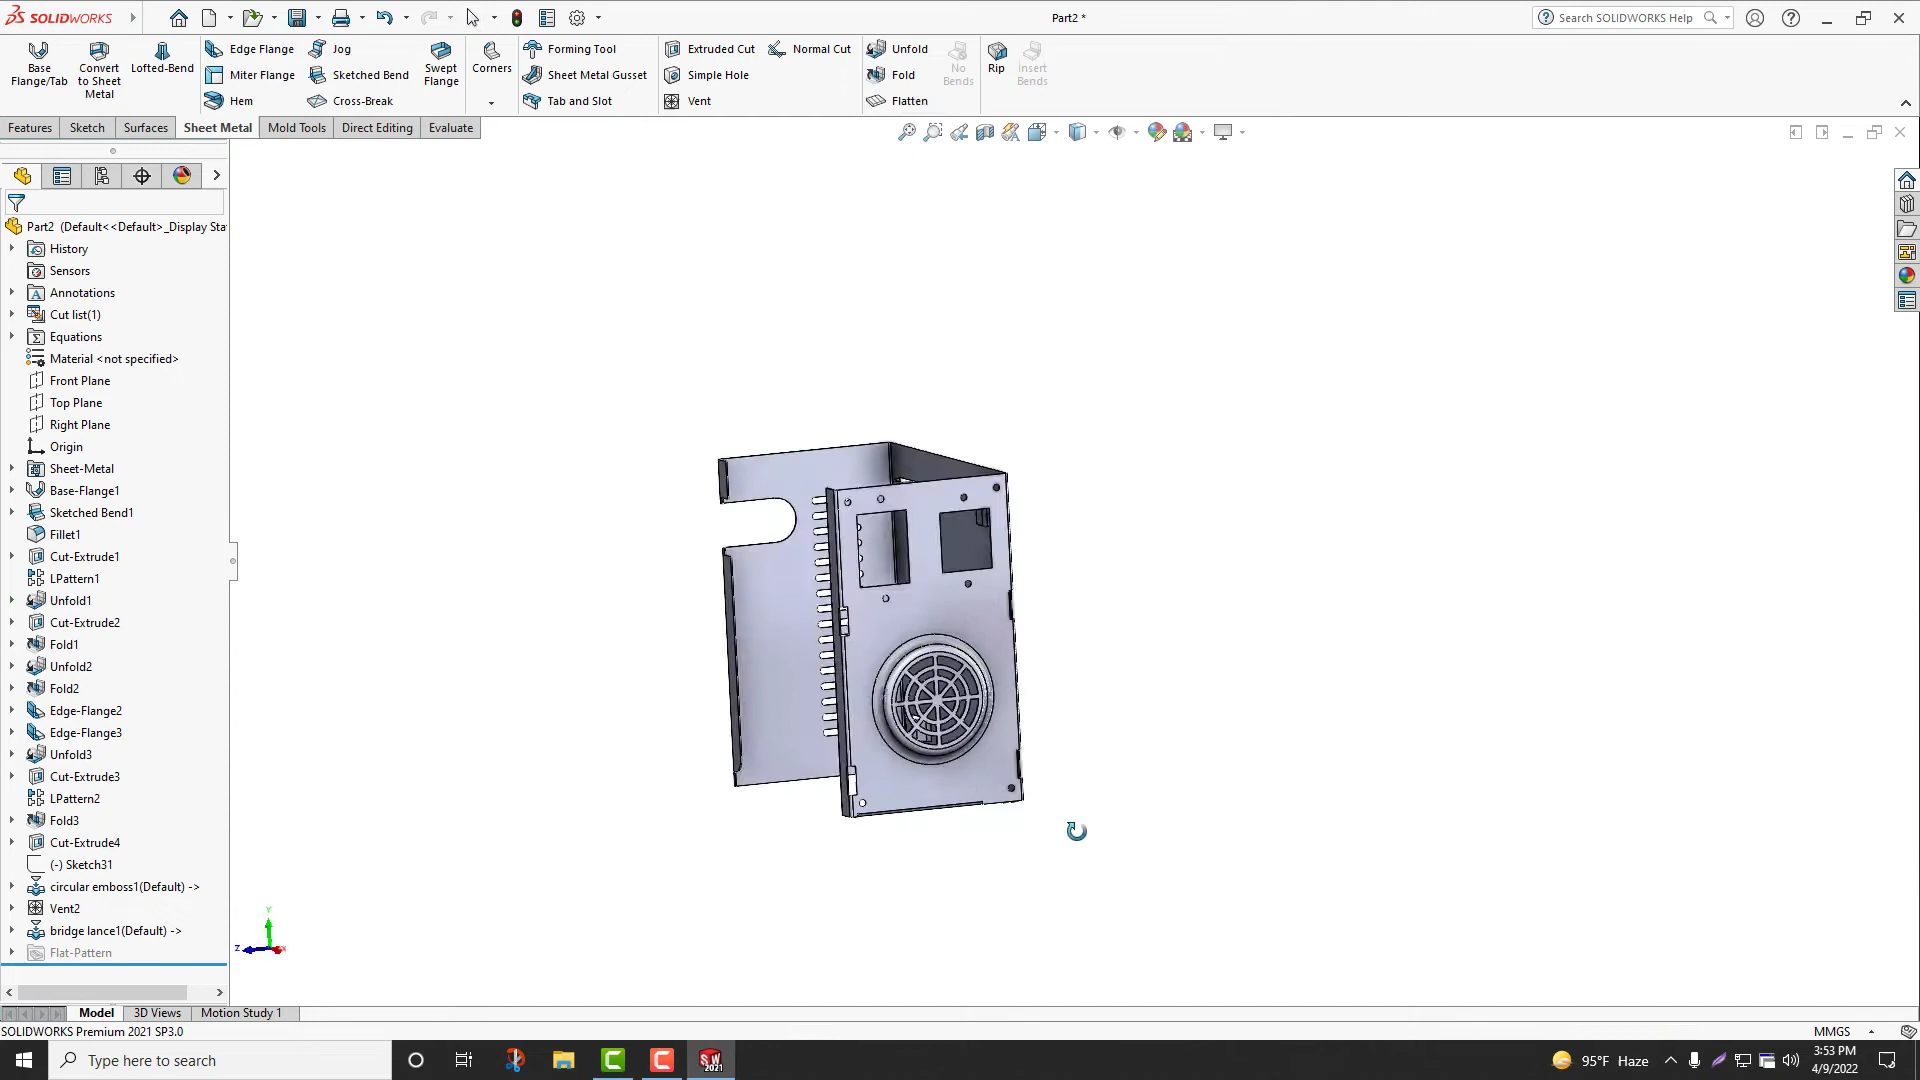 SOLIDWORKS
Part2 *
Search SOLIDWORKS Help
Base Flange/Tab
Convert to Sheet Metal
Lofted-Bend
Edge Flange
Miter Flange
Hem
Jog
Sketched Bend
Cross-Break
Swept Flange
Corners
Forming Tool
Sheet Metal Gusset
Tab and Slot
Extruded Cut
Simple Hole
Vent
Normal Cut
Unfold
Fold
Flatten
No Bends
Rip
Insert Bends
Features
Sketch
Surfaces
Sheet Metal
Mold Tools
Direct Editing
Evaluate
Part2 (Default<<Default>_Display Sta
History
Sensors
Annotations
Cut list(1)
Equations
Material <not specified>
Front Plane
Top Plane
Right Plane
Origin
Sheet-Metal
Base-Flange1
Sketched Bend1
Fillet1
Cut-Extrude1
LPattern1
Unfold1
Cut-Extrude2
Fold1
Unfold2
Fold2
Edge-Flange2
Edge-Flange3
Unfold3
Cut-Extrude3
LPattern2
Fold3
Cut-Extrude4
(-) Sketch31
circular emboss1(Default) ->
Vent2
bridge lance1(Default) ->
Flat-Pattern
Y
Z
Model
3D Views
Motion Study 1
SOLIDWORKS Premium 2021 SP3.0
MMGS
Type here to search
95°F Haze
3:53 PM
4/9/2022